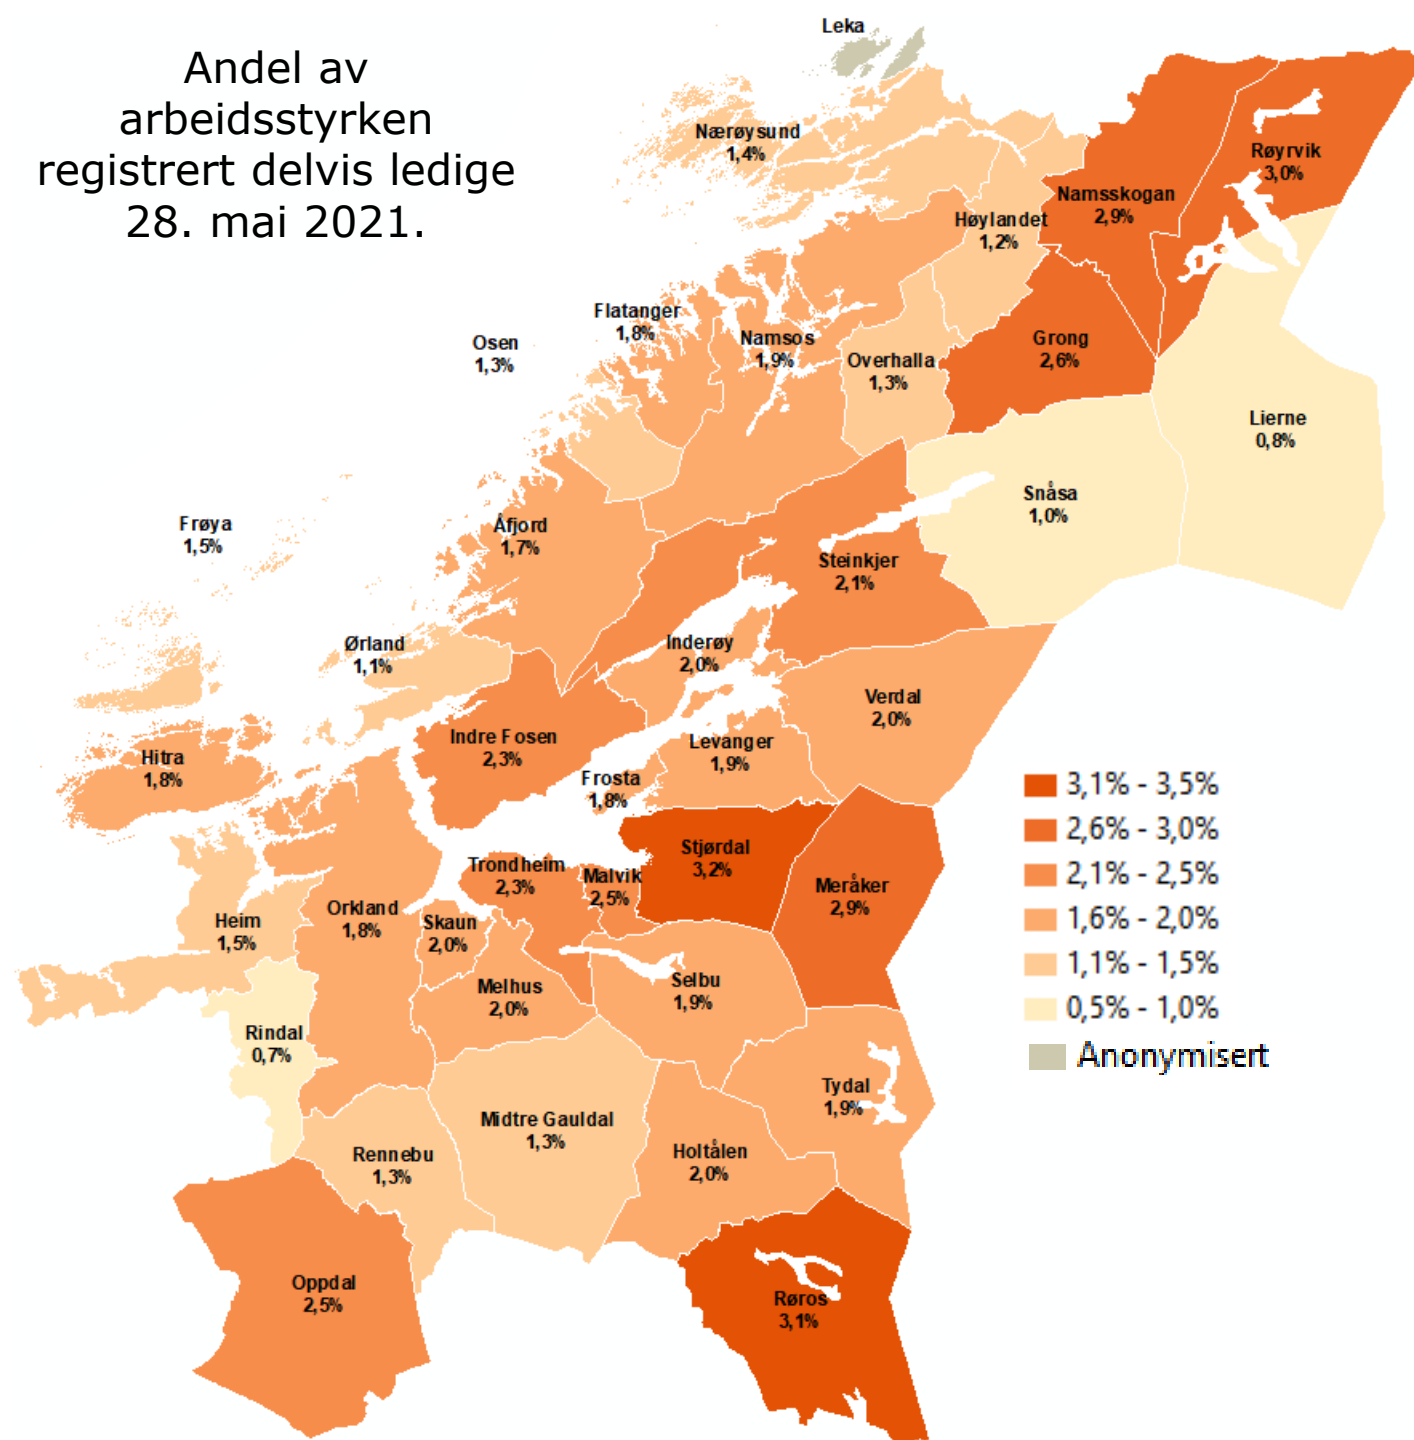 Andel av
arbeidsstyrken
registrert delvis ledige
28. mai 2021.
Leka
Nærøysund
1,4%
Røyrvik
3,0%
Namsskogan
2,9%
Høylandet
1,2%
Flatanger
1,8%
Osen
1,3%
Namsos
1,9%
Overhalla
1,3%
Grong
2,6%
Lierne
0,8%
Snåsa
1,0%
Frøya
1,5%
Åfjord
1,7%
Steinkjer
2,1%
Ørland
1,1%
Inderøy
2,0%
Verdal
2,0%
Indre Fosen
2,3%
Levanger
1,9%
Hitra
1,8%
Frosta
1,8%
Stjørdal
3,2%
Trondheim
2,3%
Malvik
2,5%
Meråker
2,9%
Heim
1,5%
Orkland
1,8%
Skaun
2,0%
Melhus
2,0%
Selbu
1,9%
Rindal
0,7%
Tydal
1,9%
Midtre Gauldal
1,3%
Rennebu
1,3%
Holtålen
2,0%
Oppdal
2,5%
Røros
3,1%
3,1% - 3,5%
2,6% - 3,0%
2,1% - 2,5%
1,6% - 2,0%
1,1% - 1,5%
0,5% - 1,0%
Anonymisert